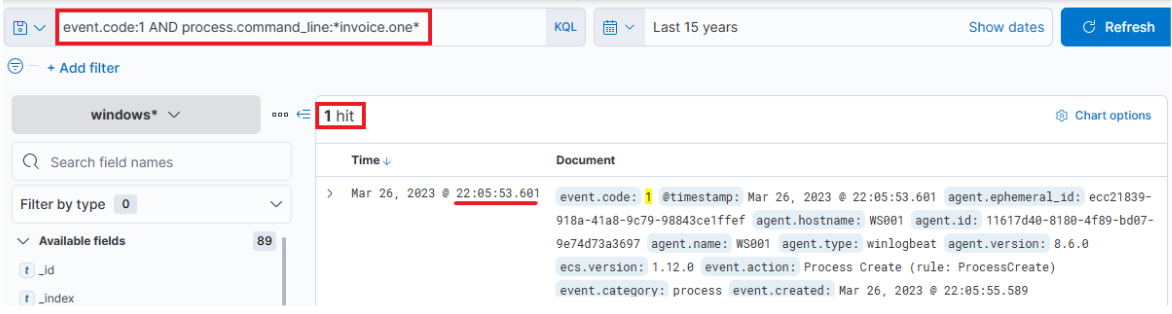 event.code:1 AND process.command_line:*invoice.one*
KQL
Last 15 years
Show dates
Refresh
+ Add filter
windows*
1 hit
Chart options
Search field names
Time
Document
Filter by type 0
Mar 26, 2023 @ 22:05:53.601
event.code: 1 @timestamp: Mar 26, 2023 @ 22:05:53.601 agent.ephemeral_id: ecc21839-
918a-41a8-9c79-98843ce1ffef agent.hostname: WS001 agent.id: 11617d40-8180-4f89-bd07-
9e74d73a3697 agent.name: WS001 agent.type: winlogbeat agent.version: 8.6.0
ecs.version: 1.12.0 event.action: Process Create (rule: ProcessCreate)
event.category: process event.created: Mar 26, 2023 @ 22:05:55.589
Available fields 89
t _id
t _index